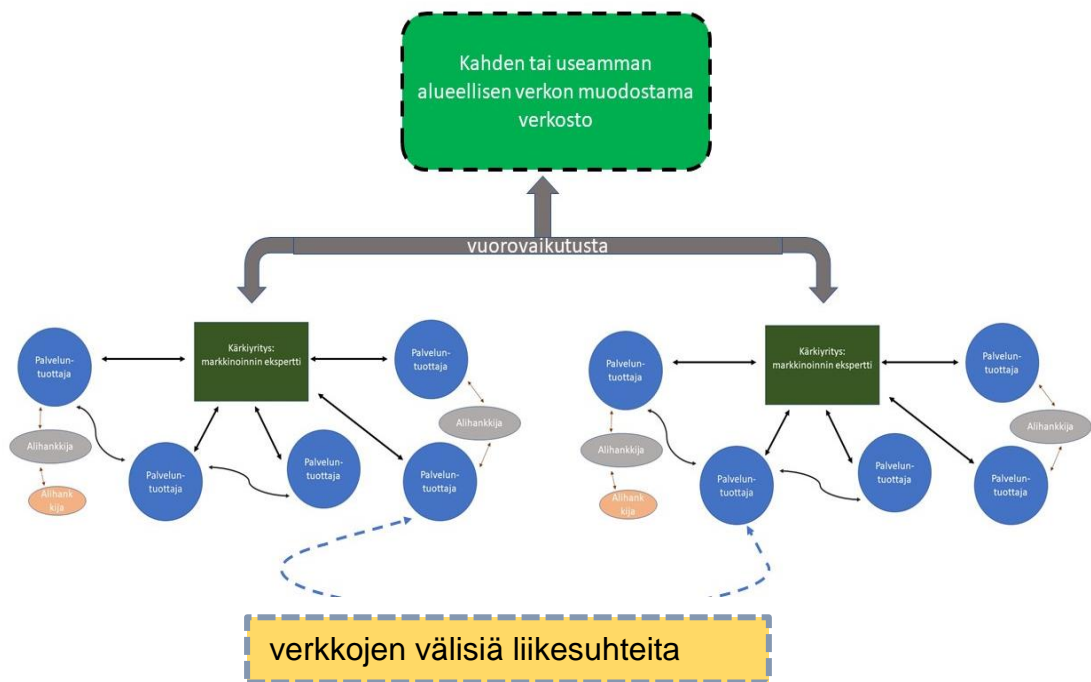 Kahden tai useamman
alueellisen verkon muodostama
verkosto
vuorovaikutusta
Palvelun-
tuottaja
Kärkiyritys:
markkinoinnin ekspertti
Palvelun-
tuottaja
Alihankkija
Alihankkija
Alihank
kija
Palvelun-
tuottaja
Palvelun-
tuottaja
Palvelun-
tuottaja
Palvelun-
tuottaja
Kärkiyritys:
markkinoinnin ekspertti
Palvelun-
tuottaja
Alihankkija
Alihankkija
Alihank
kija
Palvelun-
tuottaja
Palvelun-
tuottaja
Palvelun-
tuottaja
verkkojen välisiä liikesuhteita